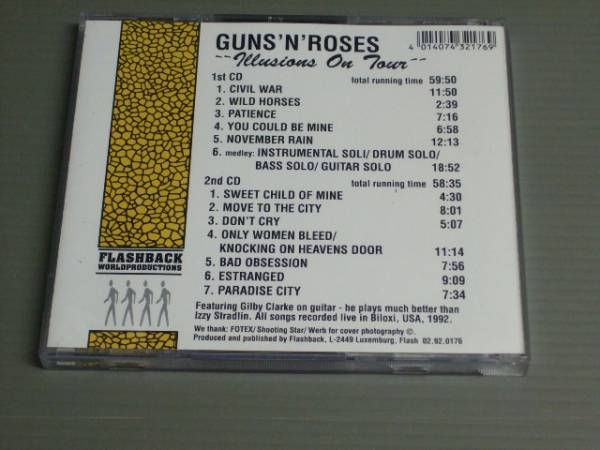 GUNS'N'ROSES
~~Illusions On Tour~~
4 014074 321769
1st CD total running time 59:50
1. CIVIL WAR 11:50
2. WILD HORSES 2:39
3. PATIENCE 7:16
4. YOU COULD BE MINE 6:58
5. NOVEMBER RAIN 12:13
6. medley: INSTRUMENTAL SOLI/ DRUM SOLO/
BASS SOLO/ GUITAR SOLO 18:52
2nd CD total running time 58:35
1. SWEET CHILD OF MINE 4:30
2. MOVE TO THE CITY 8:01
3. DON'T CRY 5:07
4. ONLY WOMEN BLEED/
KNOCKING ON HEAVENS DOOR 11:14
5. BAD OBSESSION 7:56
6. ESTRANGED 9:09
7. PARADISE CITY 7:34
FLASHBACK
WORLDPRODUCTIONS
Featuring Gilby Clarke on guitar - he plays much better than
Izzy Stradlin. All songs recorded live in Biloxi, USA, 1992.
We thank: FOTEX/ Shooting Star/ Werb for cover photography ©.
Produced and published by Flashback, L-2449 Luxemburg, Flash 02.92.0176